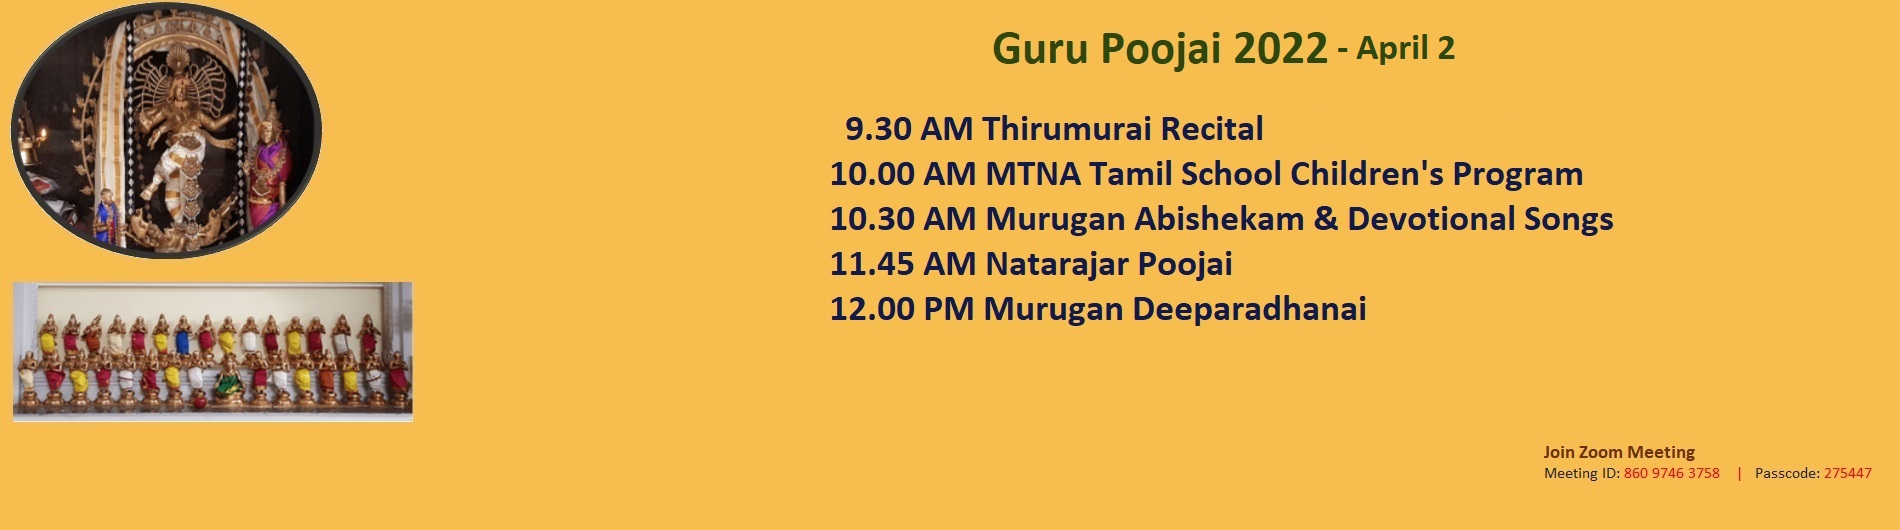 Guru Poojai 2022 - April 2
9.30 AM Thirumurai Recital
10.00 AM MTNA Tamil School Children's Program
10.30 AM Murugan Abishekam & Devotional Songs
11.45 AM Natarajar Poojai
12.00 PM Murugan Deeparadhanai
Join Zoom Meeting
Meeting ID: 860 9746 3758 | Passcode: 275447